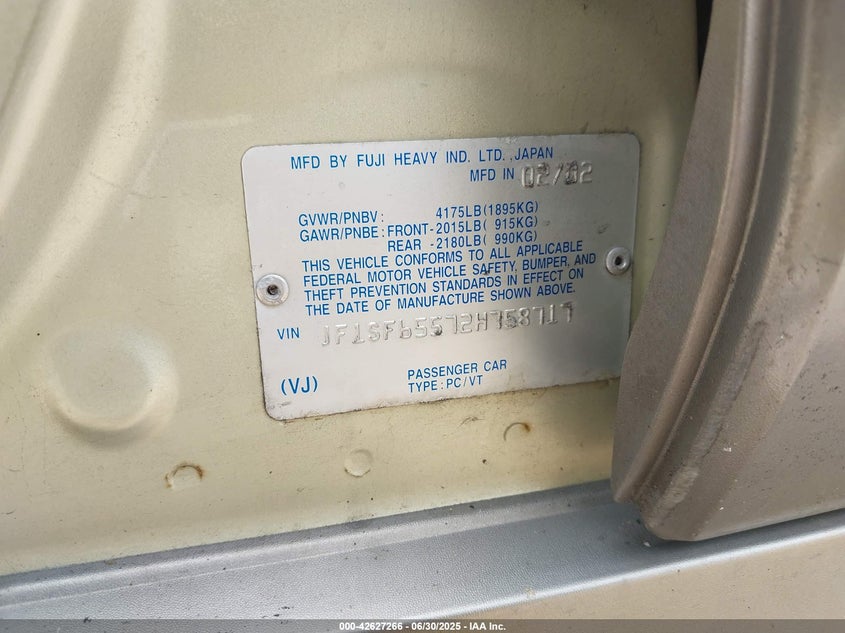 MFD BY FUJI HEAVY IND. LTD., JAPAN
MFD IN 02/02
GVWR/PNBV: 4175LB(1895KG)
GAWR/PNBE: FRONT-2015LB( 915KG)
REAR -2180LB( 990KG)
THIS VEHICLE CONFORMS TO ALL APPLICABLE
FEDERAL MOTOR VEHICLE SAFETY, BUMPER, AND
THEFT PREVENTION STANDARDS IN EFFECT ON
THE DATE OF MANUFACTURE SHOWN ABOVE.
VIN JF1SF65572H758717
PASSENGER CAR
(VJ) TYPE: PC/VT
000-42627266 - 06/30/2025 - IAA Inc.